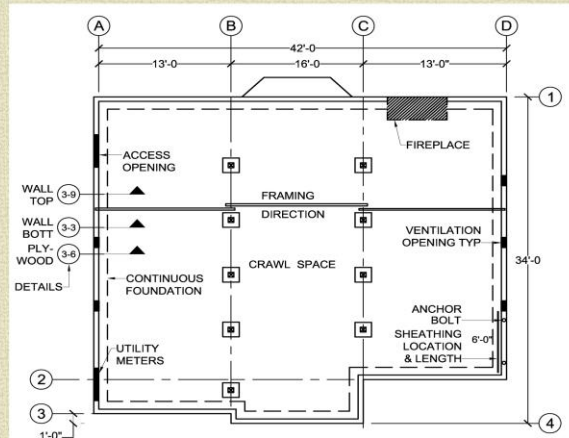 A B C D
42'-0
13'-0 16'-0 13'-0"
1
ACCESS
OPENING
FIREPLACE
WALL
TOP
3-9
FRAMING
DIRECTION
WALL
BOTT
3-3
PLY-
WOOD
3-6
DETAILS
VENTILATION
OPENING TYP
34'-0
CRAWL SPACE
CONTINUOUS
FOUNDATION
ANCHOR
BOLT
SHEATHING
LOCATION
& LENGTH
6'-0"
UTILITY
METERS
2
3
4
1'-0"